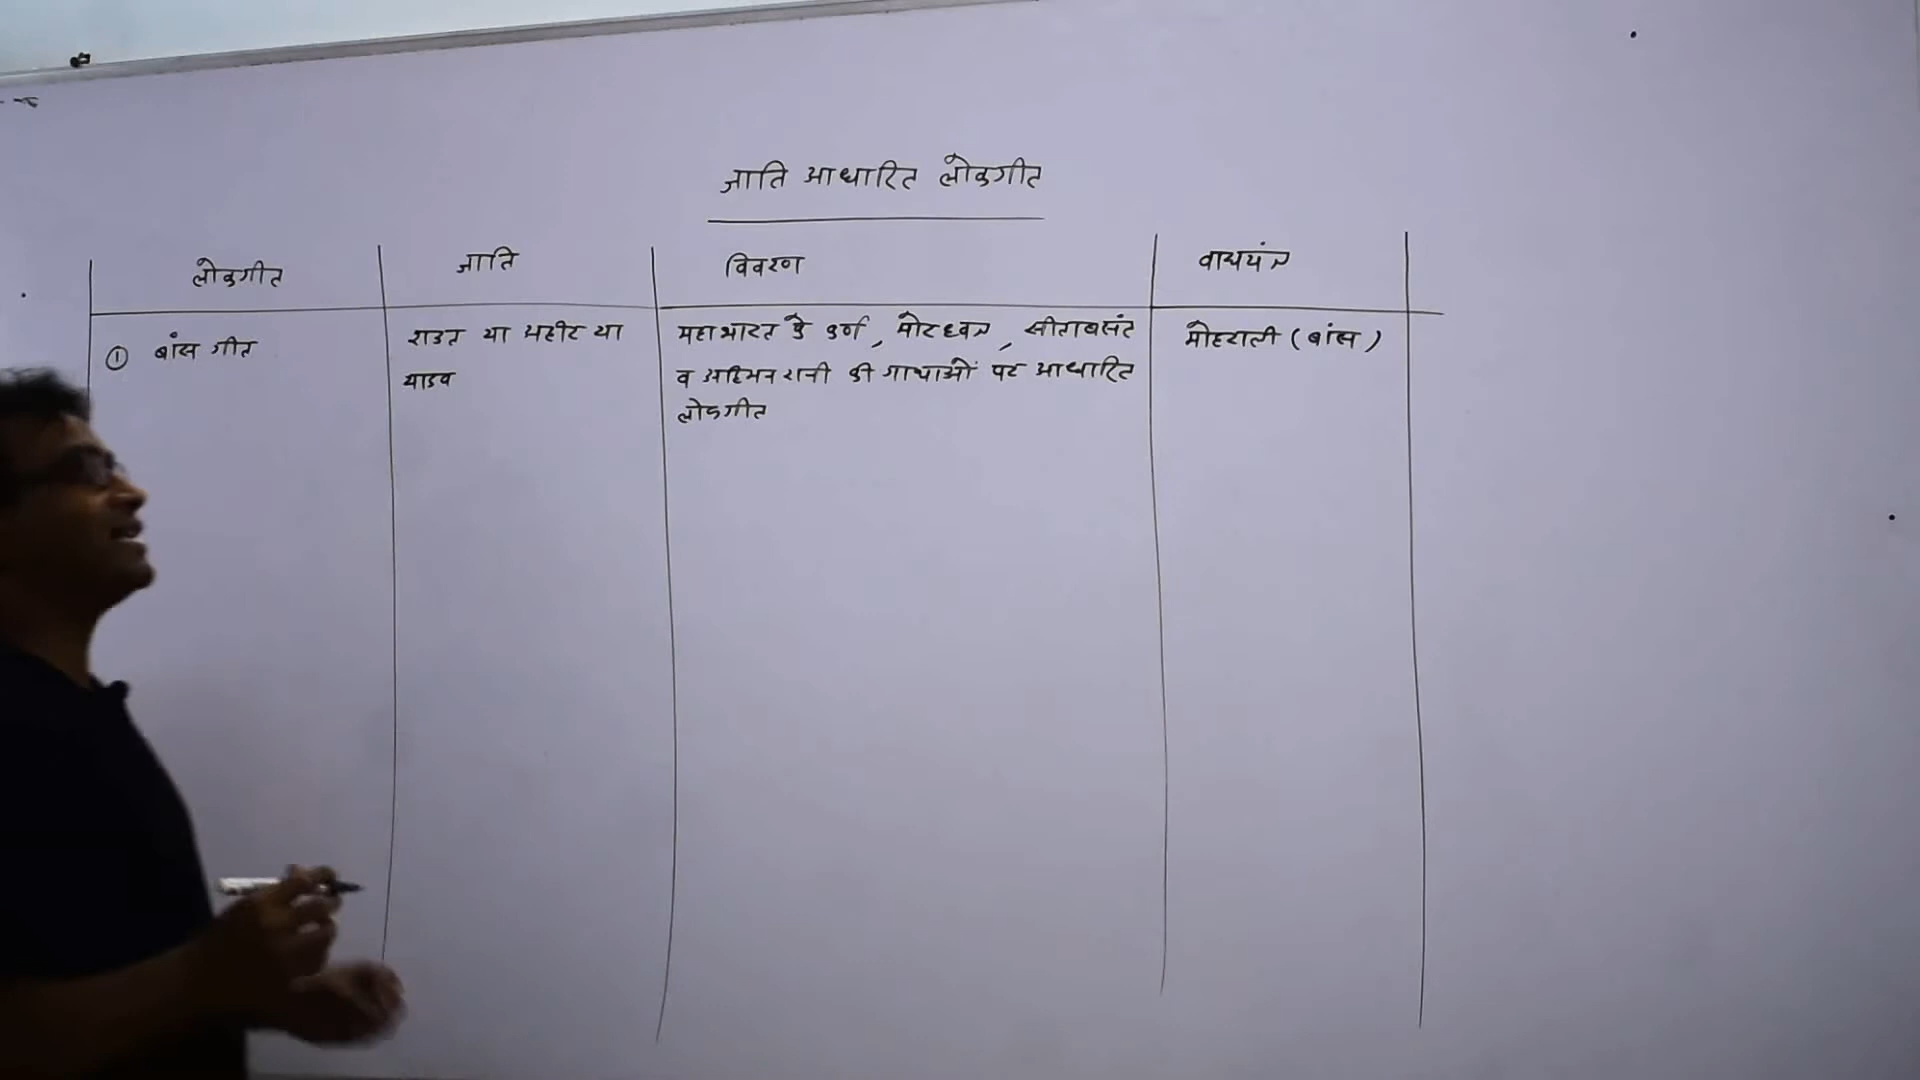 जाति आधारित लोकगीत
लोकगीत
जाति
विवरण
वाद्ययंत्र
① बांस गीत
राउत या अहीर या
यादव
महाभारत के कर्ण, मोरध्वज, सीताबसंत
व अहिमन रानी की गाथाओं पर आधारित
लोकगीत
मोहराली (बांस)